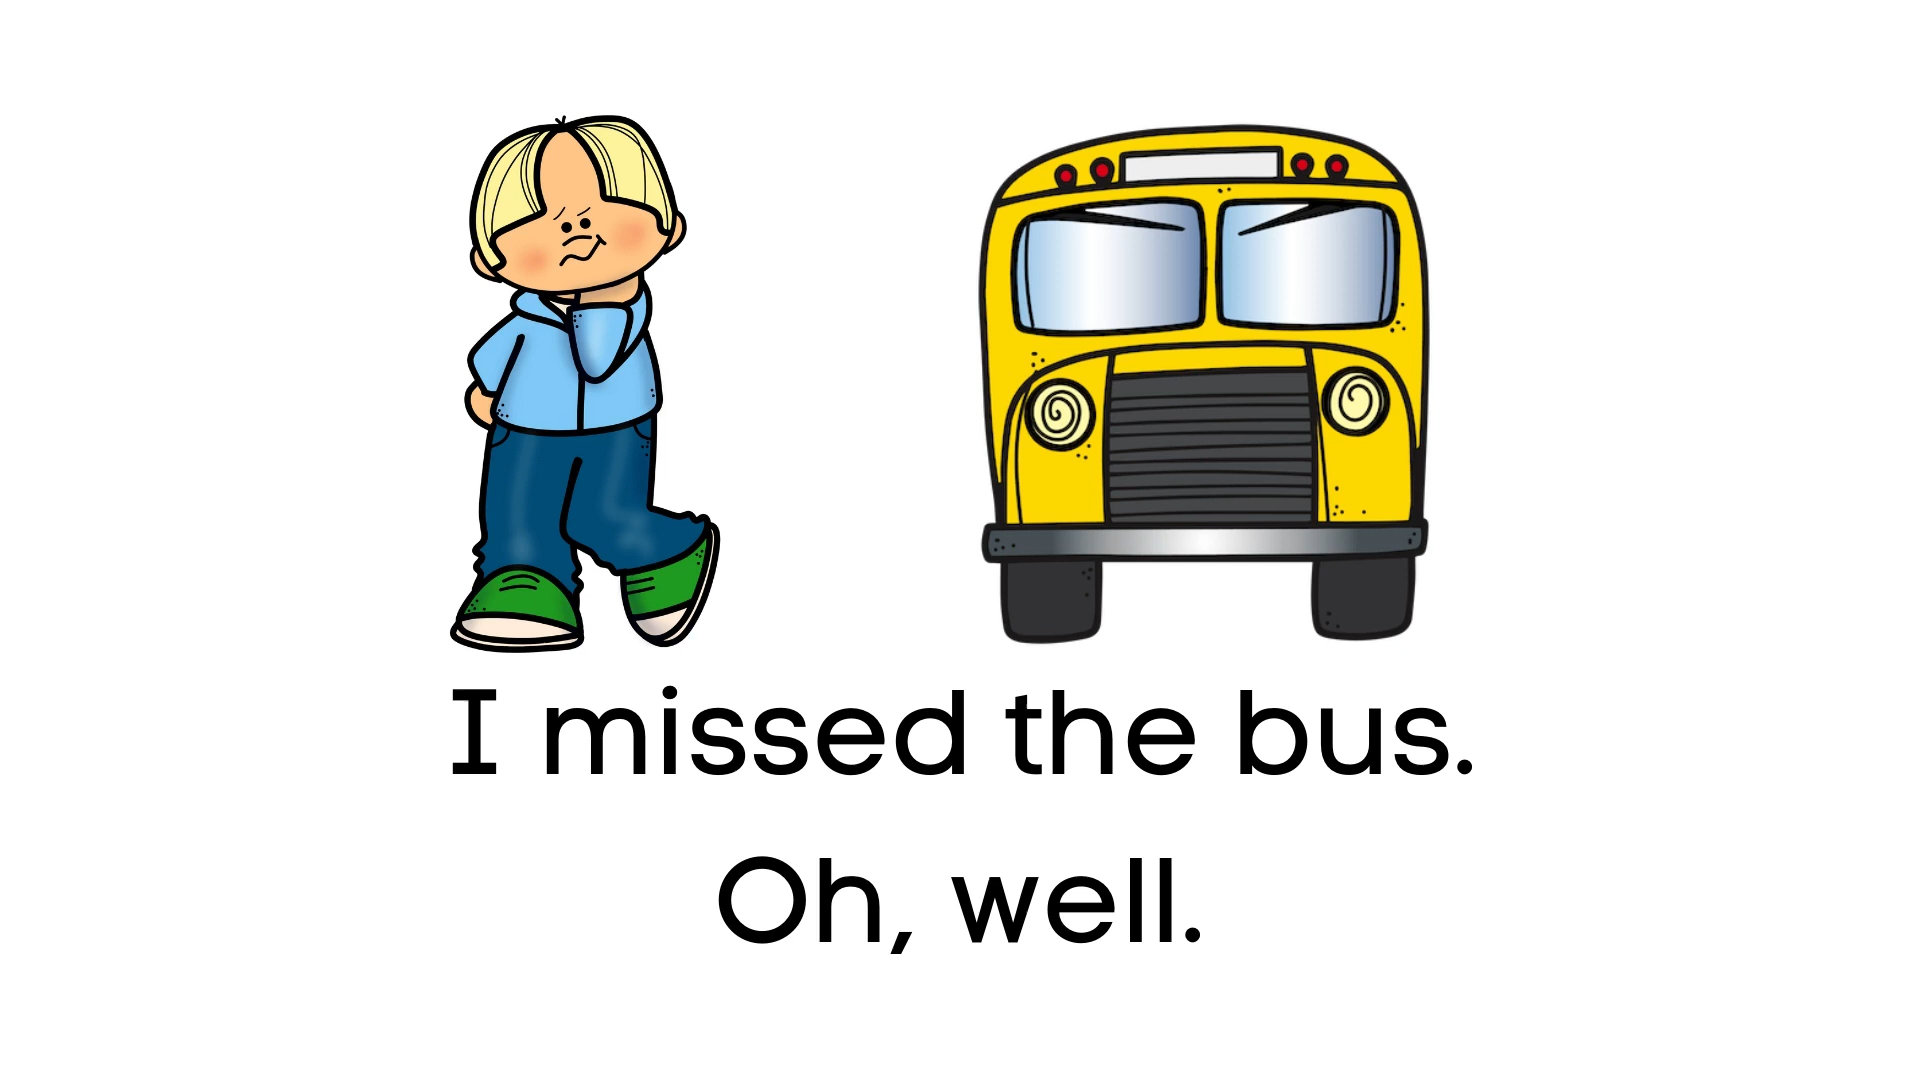 I missed the bus.
Oh, well.